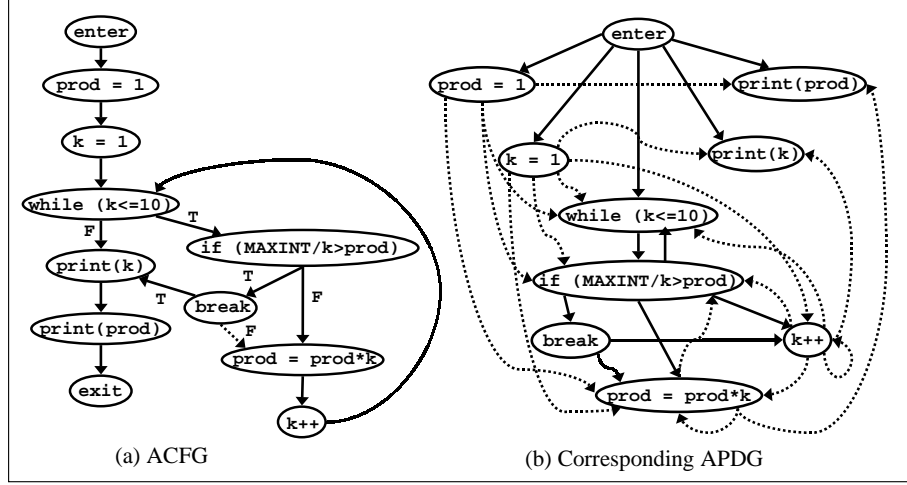 enter
prod = 1
k = 1
while (k<=10)
T
F
if (MAXINT/k>prod)
print(k)
T
T
break
F
F
print(prod)
prod = prod*k
exit
k++
(a) ACFG
enter
prod = 1
print(prod)
k = 1
print(k)
while (k<=10)
if (MAXINT/k>prod)
break
k++
prod = prod*k
(b) Corresponding APDG